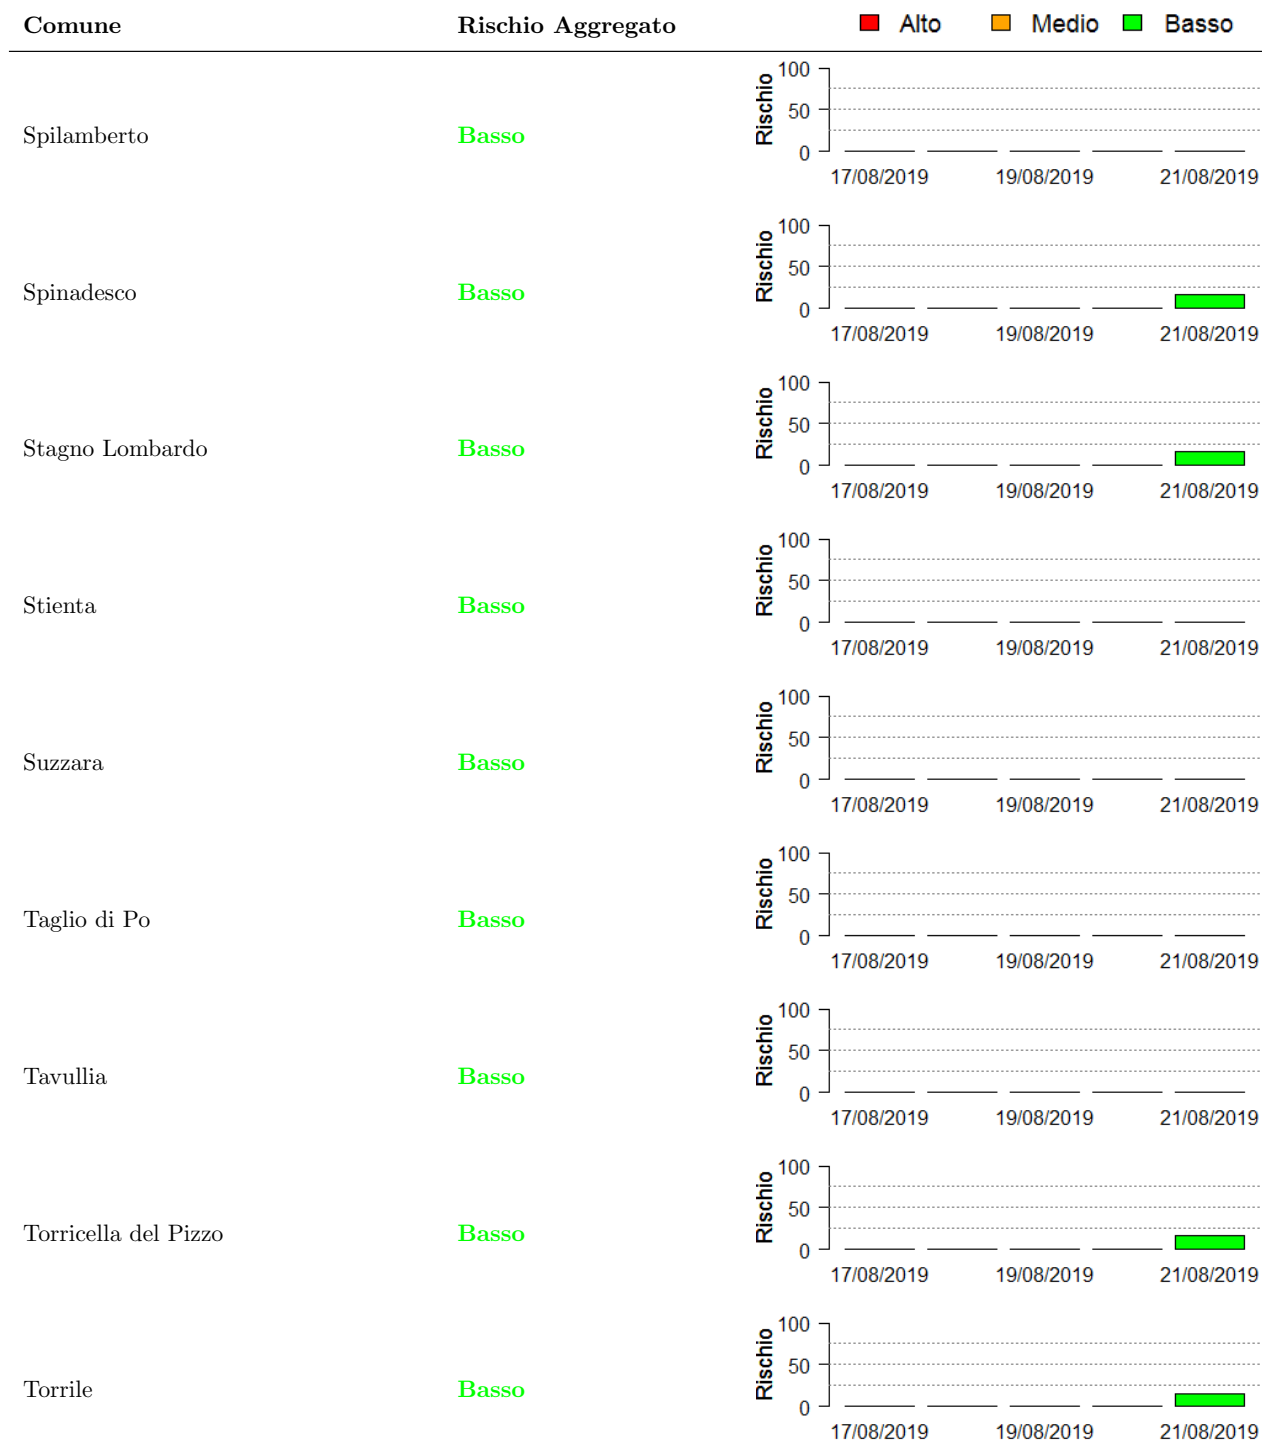 Comune Rischio Aggregato Alto Medio Basso
100
50
0
Rischio
Spilamberto Basso
17/08/2019 19/08/2019 21/08/2019
100
50
0
Rischio
Spinadesco Basso
17/08/2019 19/08/2019 21/08/2019
100
50
0
Rischio
Stagno Lombardo Basso
17/08/2019 19/08/2019 21/08/2019
100
50
0
Rischio
Stienta Basso
17/08/2019 19/08/2019 21/08/2019
100
50
0
Rischio
Suzzara Basso
17/08/2019 19/08/2019 21/08/2019
100
50
0
Rischio
Taglio di Po Basso
17/08/2019 19/08/2019 21/08/2019
100
50
0
Rischio
Tavullia Basso
17/08/2019 19/08/2019 21/08/2019
100
50
0
Rischio
Torricella del Pizzo Basso
17/08/2019 19/08/2019 21/08/2019
100
50
0
Rischio
Torrile Basso
17/08/2019 19/08/2019 21/08/2019